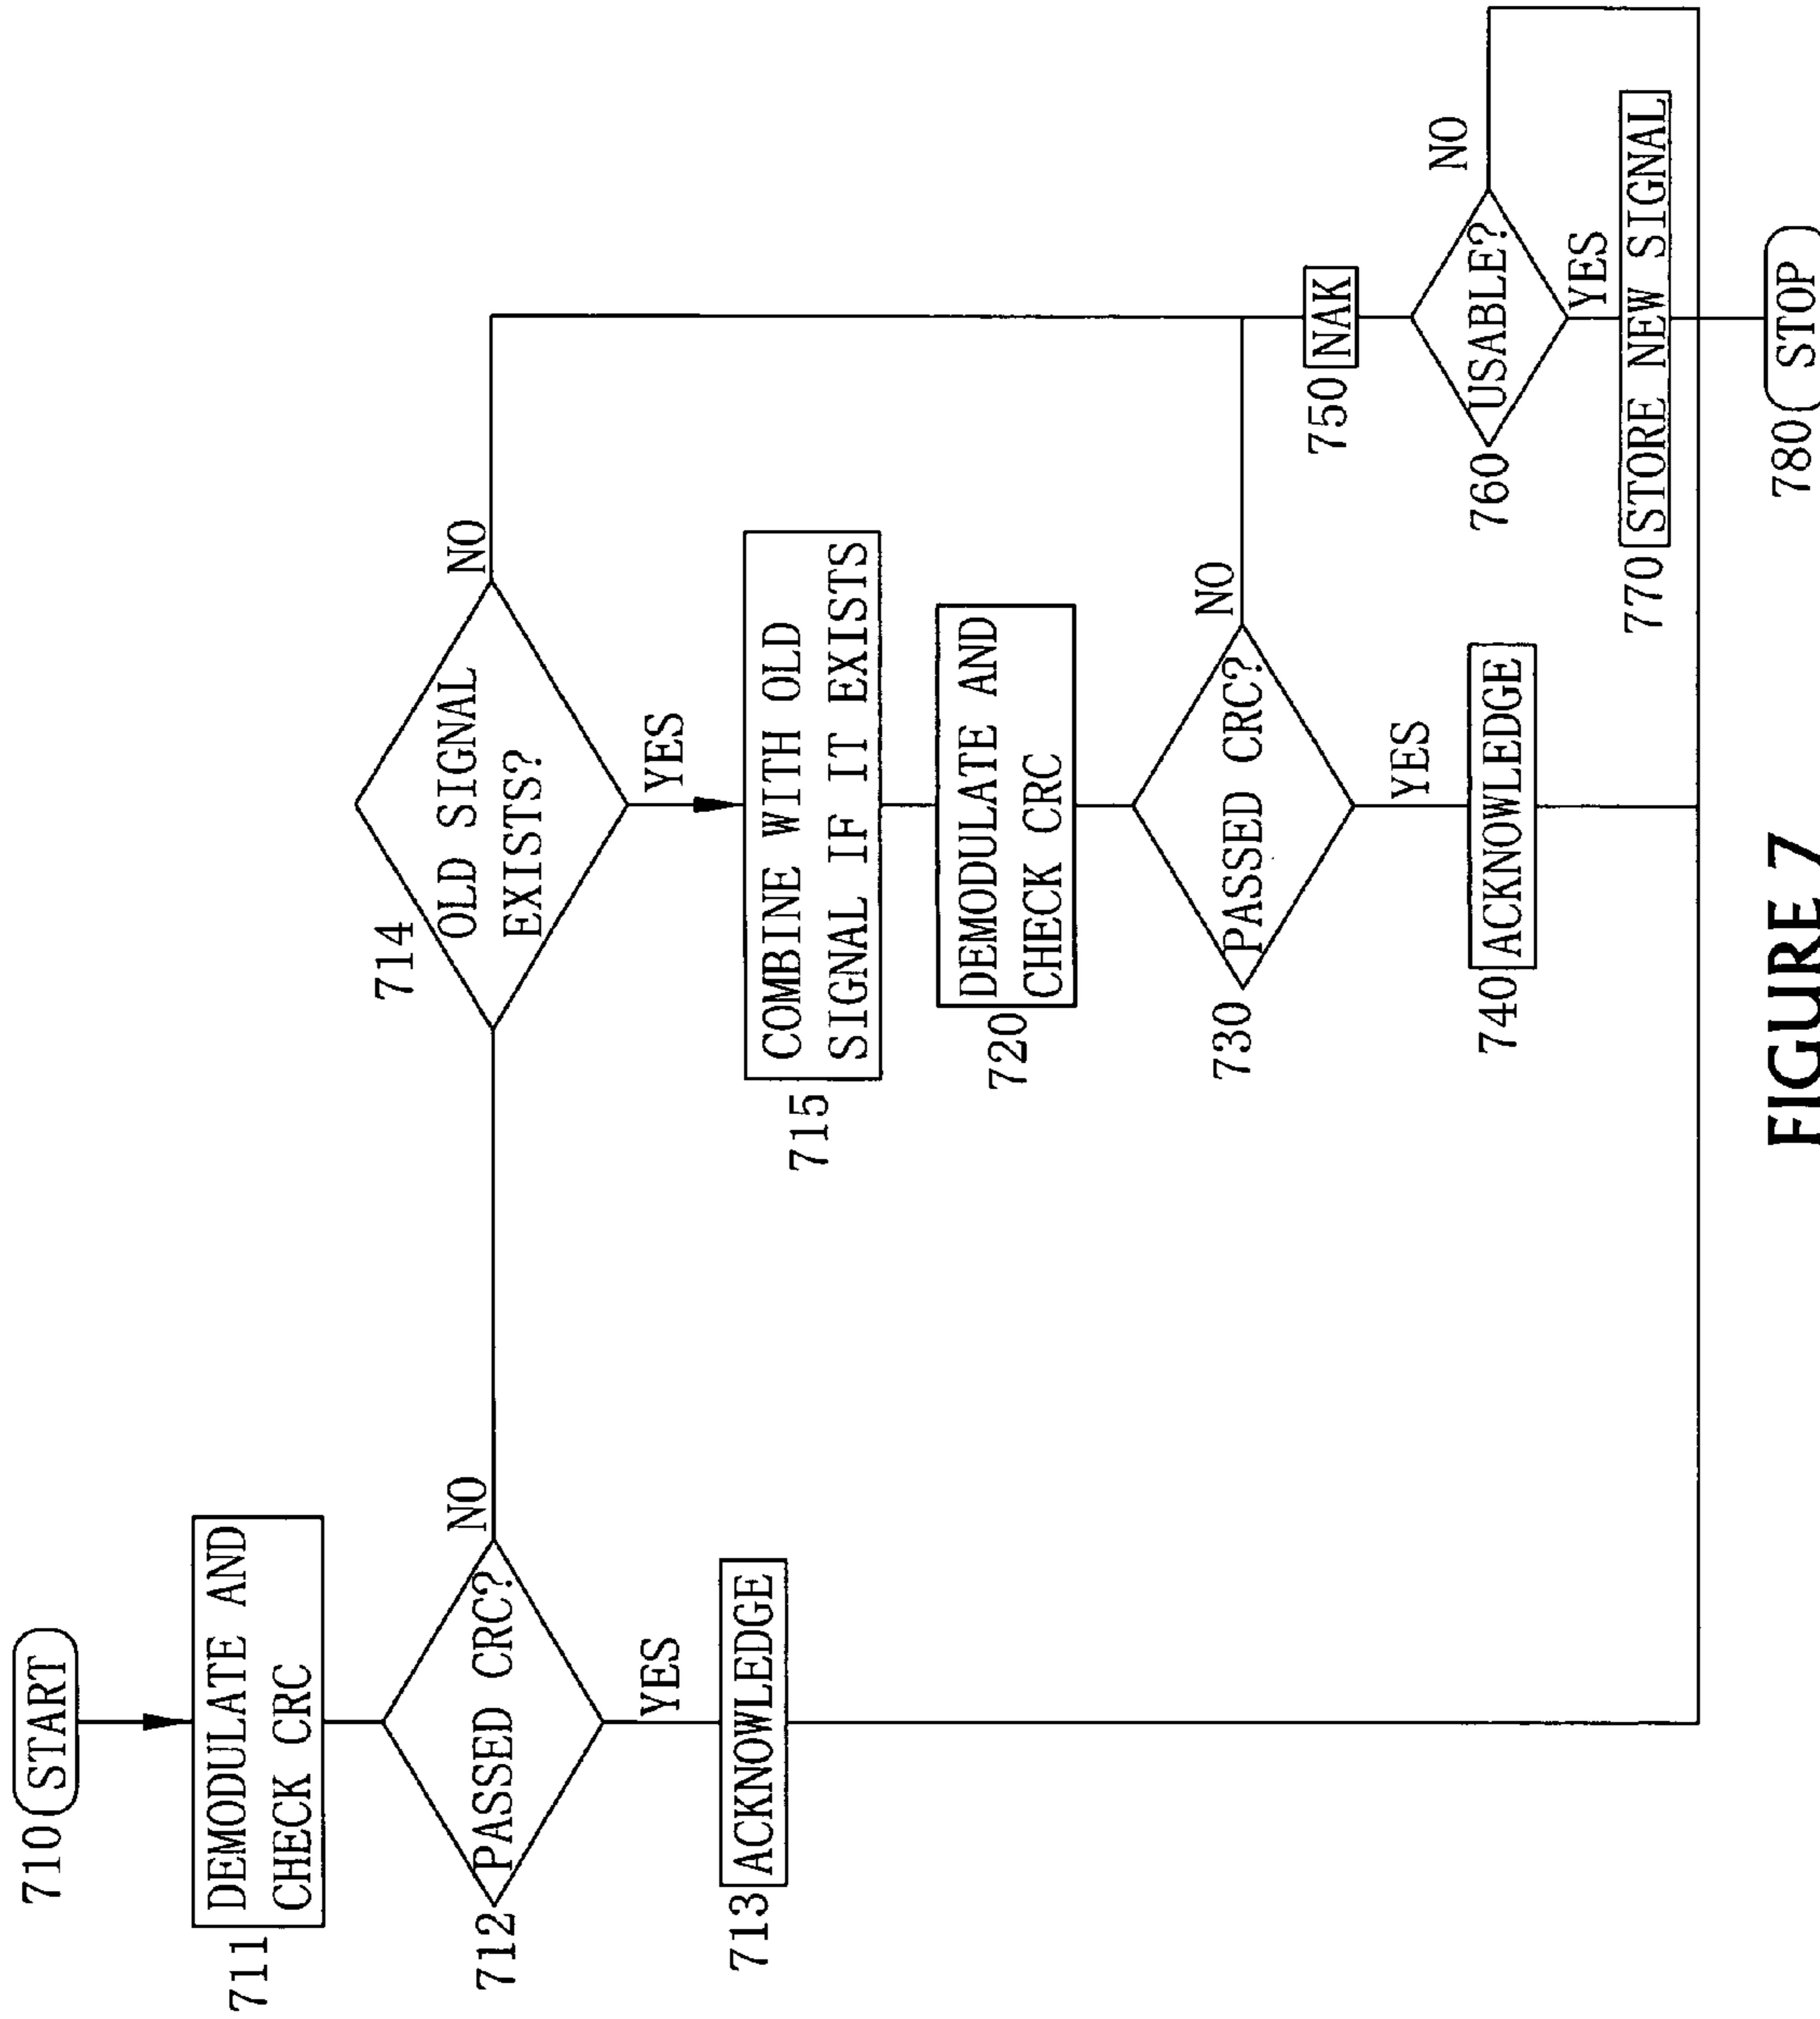 710 START
711 DEMODULATE AND
CHECK CRC
712 PASSED CRC?
NO
YES
713 ACKNOWLEDGE
714
OLD SIGNAL
EXISTS?
NO
YES
715
COMBINE WITH OLD
SIGNAL IF IT EXISTS
720
DEMODULATE AND
CHECK CRC
730 PASSED CRC?
NO
YES
740 ACKNOWLEDGE
750 NAK
760 USABLE?
NO
YES
770 STORE NEW SIGNAL
780 STOP
FIGURE 7